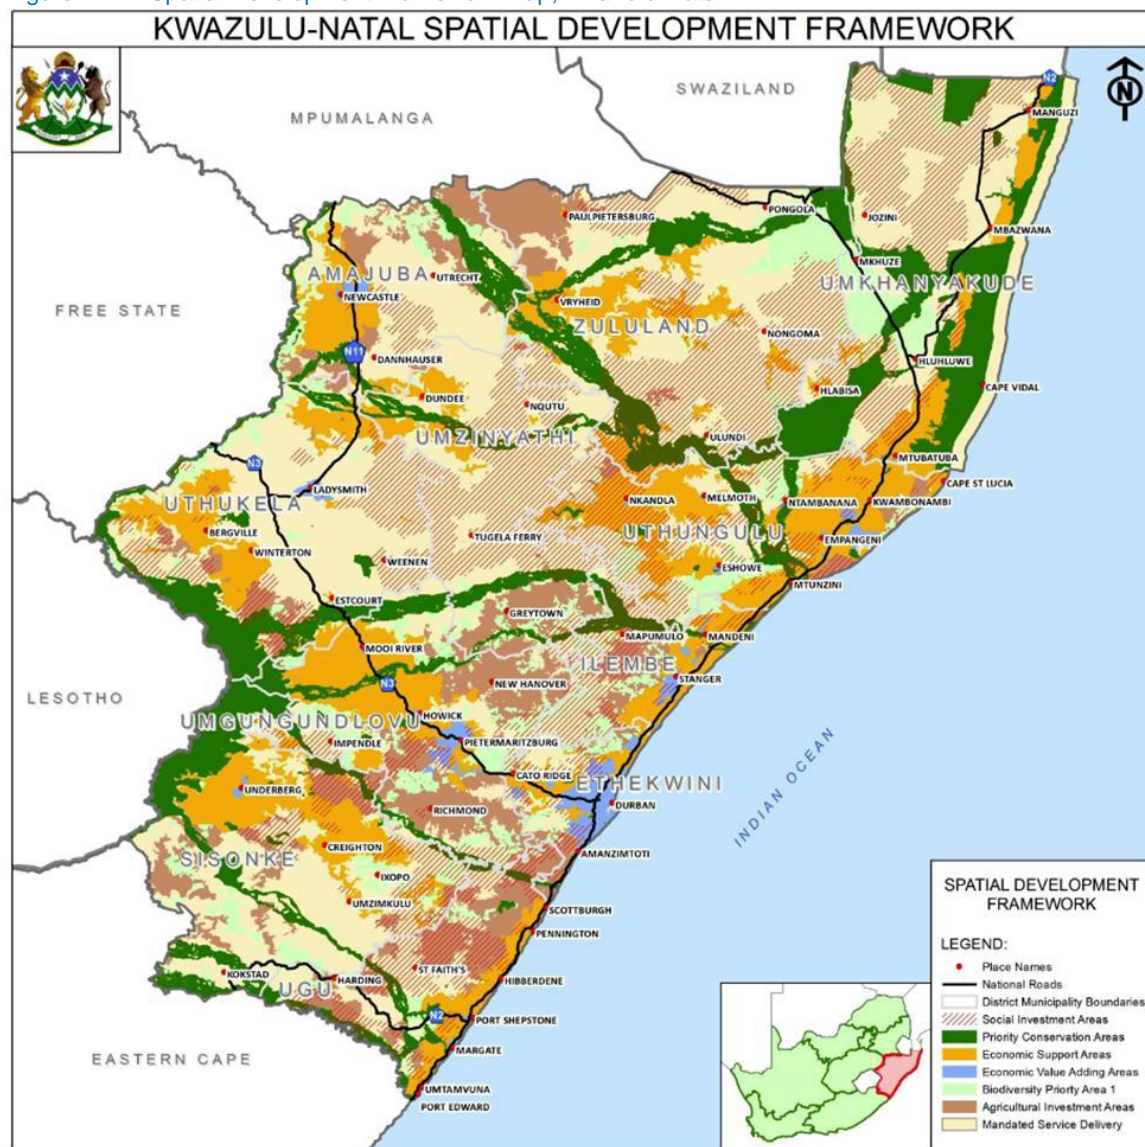 KWAZULU-NATAL SPATIAL DEVELOPMENT FRAMEWORK
SWAZILAND
MPUMALANGA
N2
N
MANGUZI
PAULPIETERSBURG
PONGOLA
JOZINI
MBAZWANA
MKHUZE
AMAJUBA
UTRECHT
UMKHANYAKUDE
NEWCASTLE
VRYHEID
FREE STATE
ZULULAND
NONGOMA
N11
DANNHAUSER
HLUHLUWE
HLABISA
CAPE VIDAL
DUNDEE
NQUTU
UMZINYATHI
ULUNDI
MTUBATUBA
N3
LADYSMITH
CAPE ST LUCIA
UTHUKELA
NKANDLA
MELMOTH
NTAMBANANA
KWAMBONAMBI
BERGVILLE
UTHUNGULU
TUGELA FERRY
EMPANGENI
WINTERTON
WEENEN
ESHOWE
MTUNZINI
ESTCOURT
GREYTOWN
MAPUMULO
MANDENI
MOOI RIVER
ILEMBE
STANGER
NEW HANOVER
N3
LESOTHO
HOWICK
UMGUNGUNDLOVU
IMPENDLE
PIETERMARITZBURG
CATO RIDGE
ETHEKWINI
UNDERBERG
DURBAN
RICHMOND
INDIAN OCEAN
CREIGHTON
AMANZIMTOTI
SISONKE
IXOPO
UMZIMKULU
SCOTTBURGH
PENNINGTON
ST FAITH'S
KOKSTAD
HARDING
HIBBERDENE
UGU
N2
PORT SHEPSTONE
MARGATE
EASTERN CAPE
UMTAMVUNA
PORT EDWARD
SPATIAL DEVELOPMENT
FRAMEWORK
LEGEND:
Place Names
National Roads
District Municipality Boundaries
Social Investment Areas
Priority Conservation Areas
Economic Support Areas
Economic Value Adding Areas
Biodiversity Priorty Area 1
Agricultural Investment Areas
Mandated Service Delivery